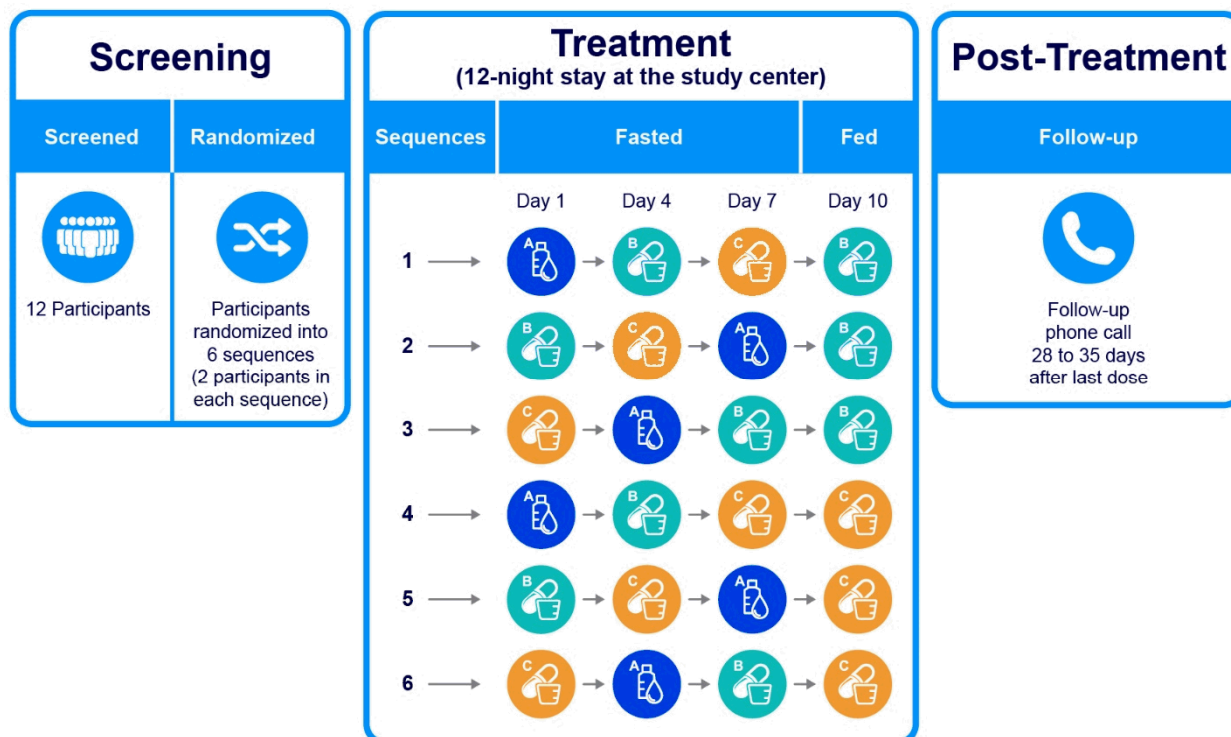 Screening
Screened
Randomized
12 Participants
Participants
randomized into
6 sequences
(2 participants in
each sequence)
Treatment
(12-night stay at the study center)
Sequences
Fasted
Fed
Day 1
Day 4
Day 7
Day 10
1
A
B
C
B
2
B
C
A
B
3
C
A
B
B
4
A
B
C
C
5
B
C
A
C
6
C
A
B
C
Post-Treatment
Follow-up
Follow-up
phone call
28 to 35 days
after last dose